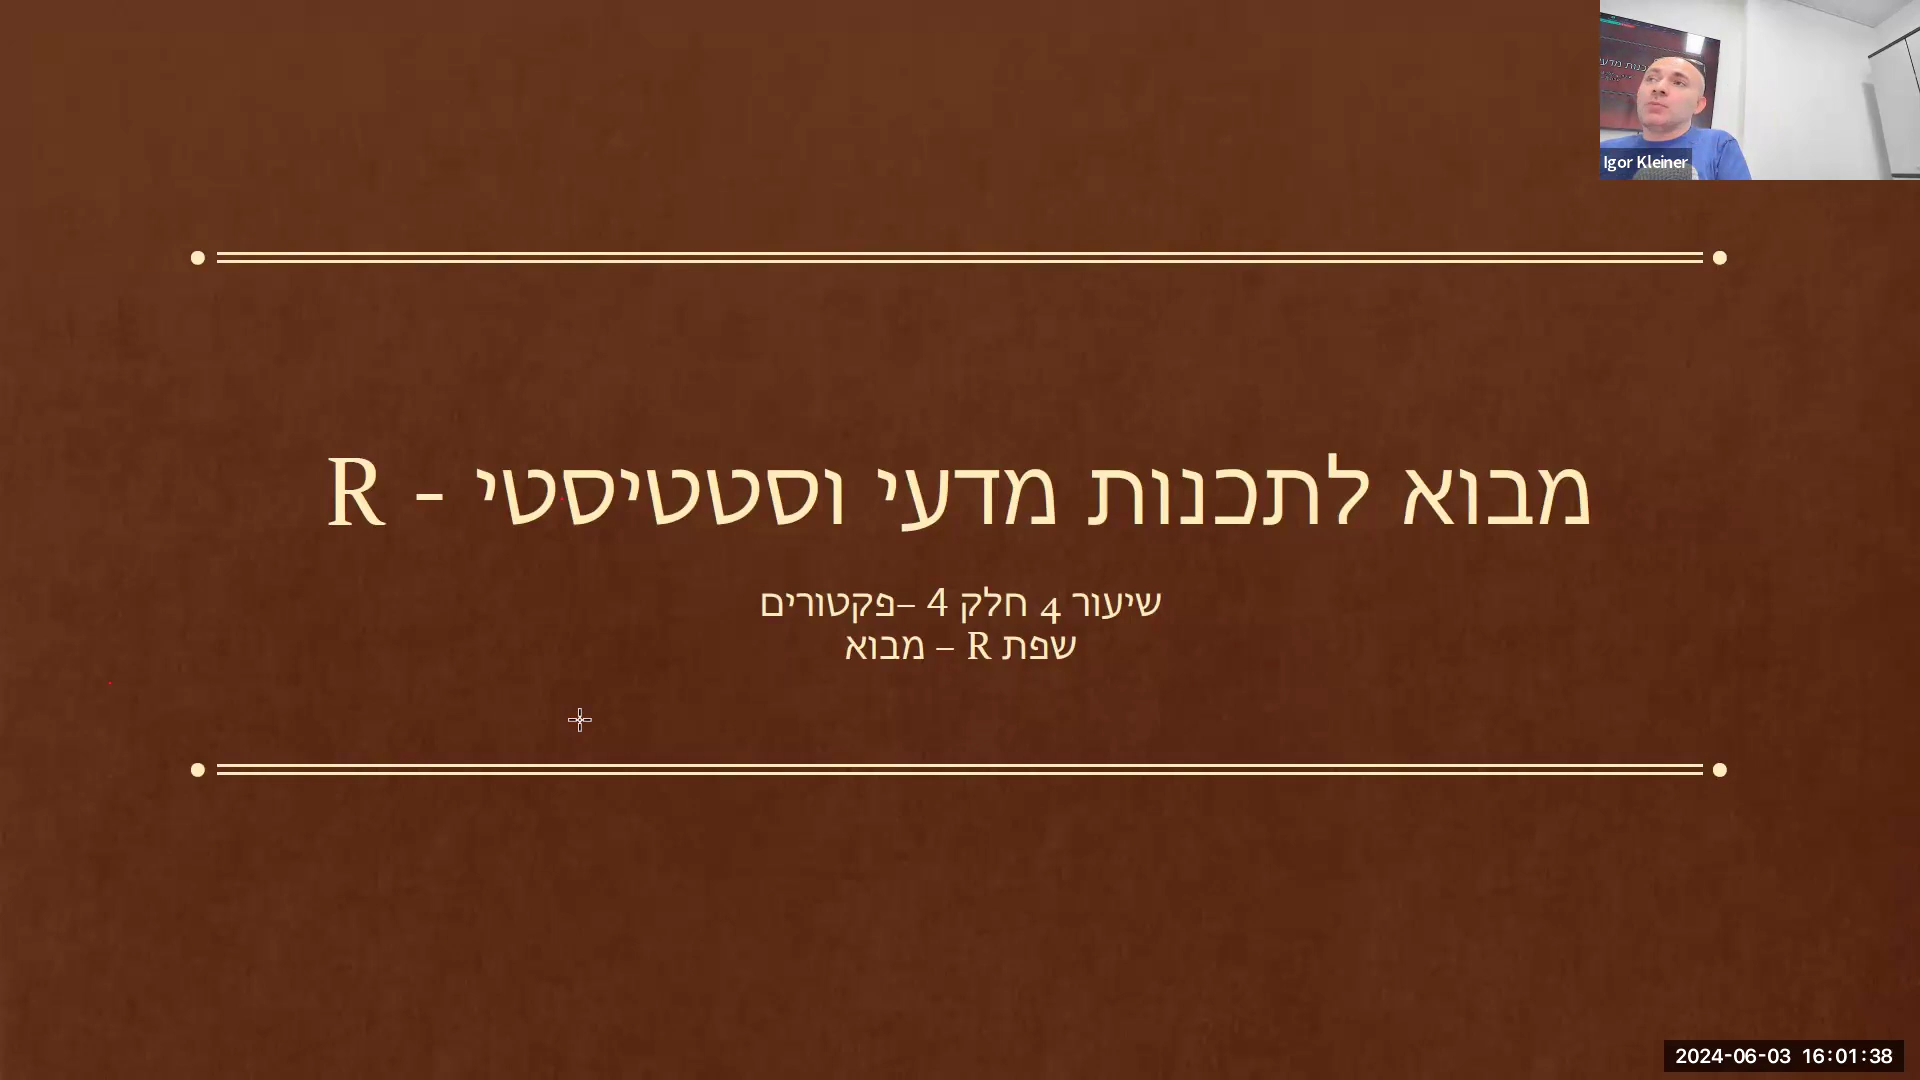 Igor Kleiner
מבוא לתכנות מדעי וסטטיסטי - R
שיעור 4 חלק 4 –פקטורים
שפת R – מבוא
2024-06-03 16:01:38